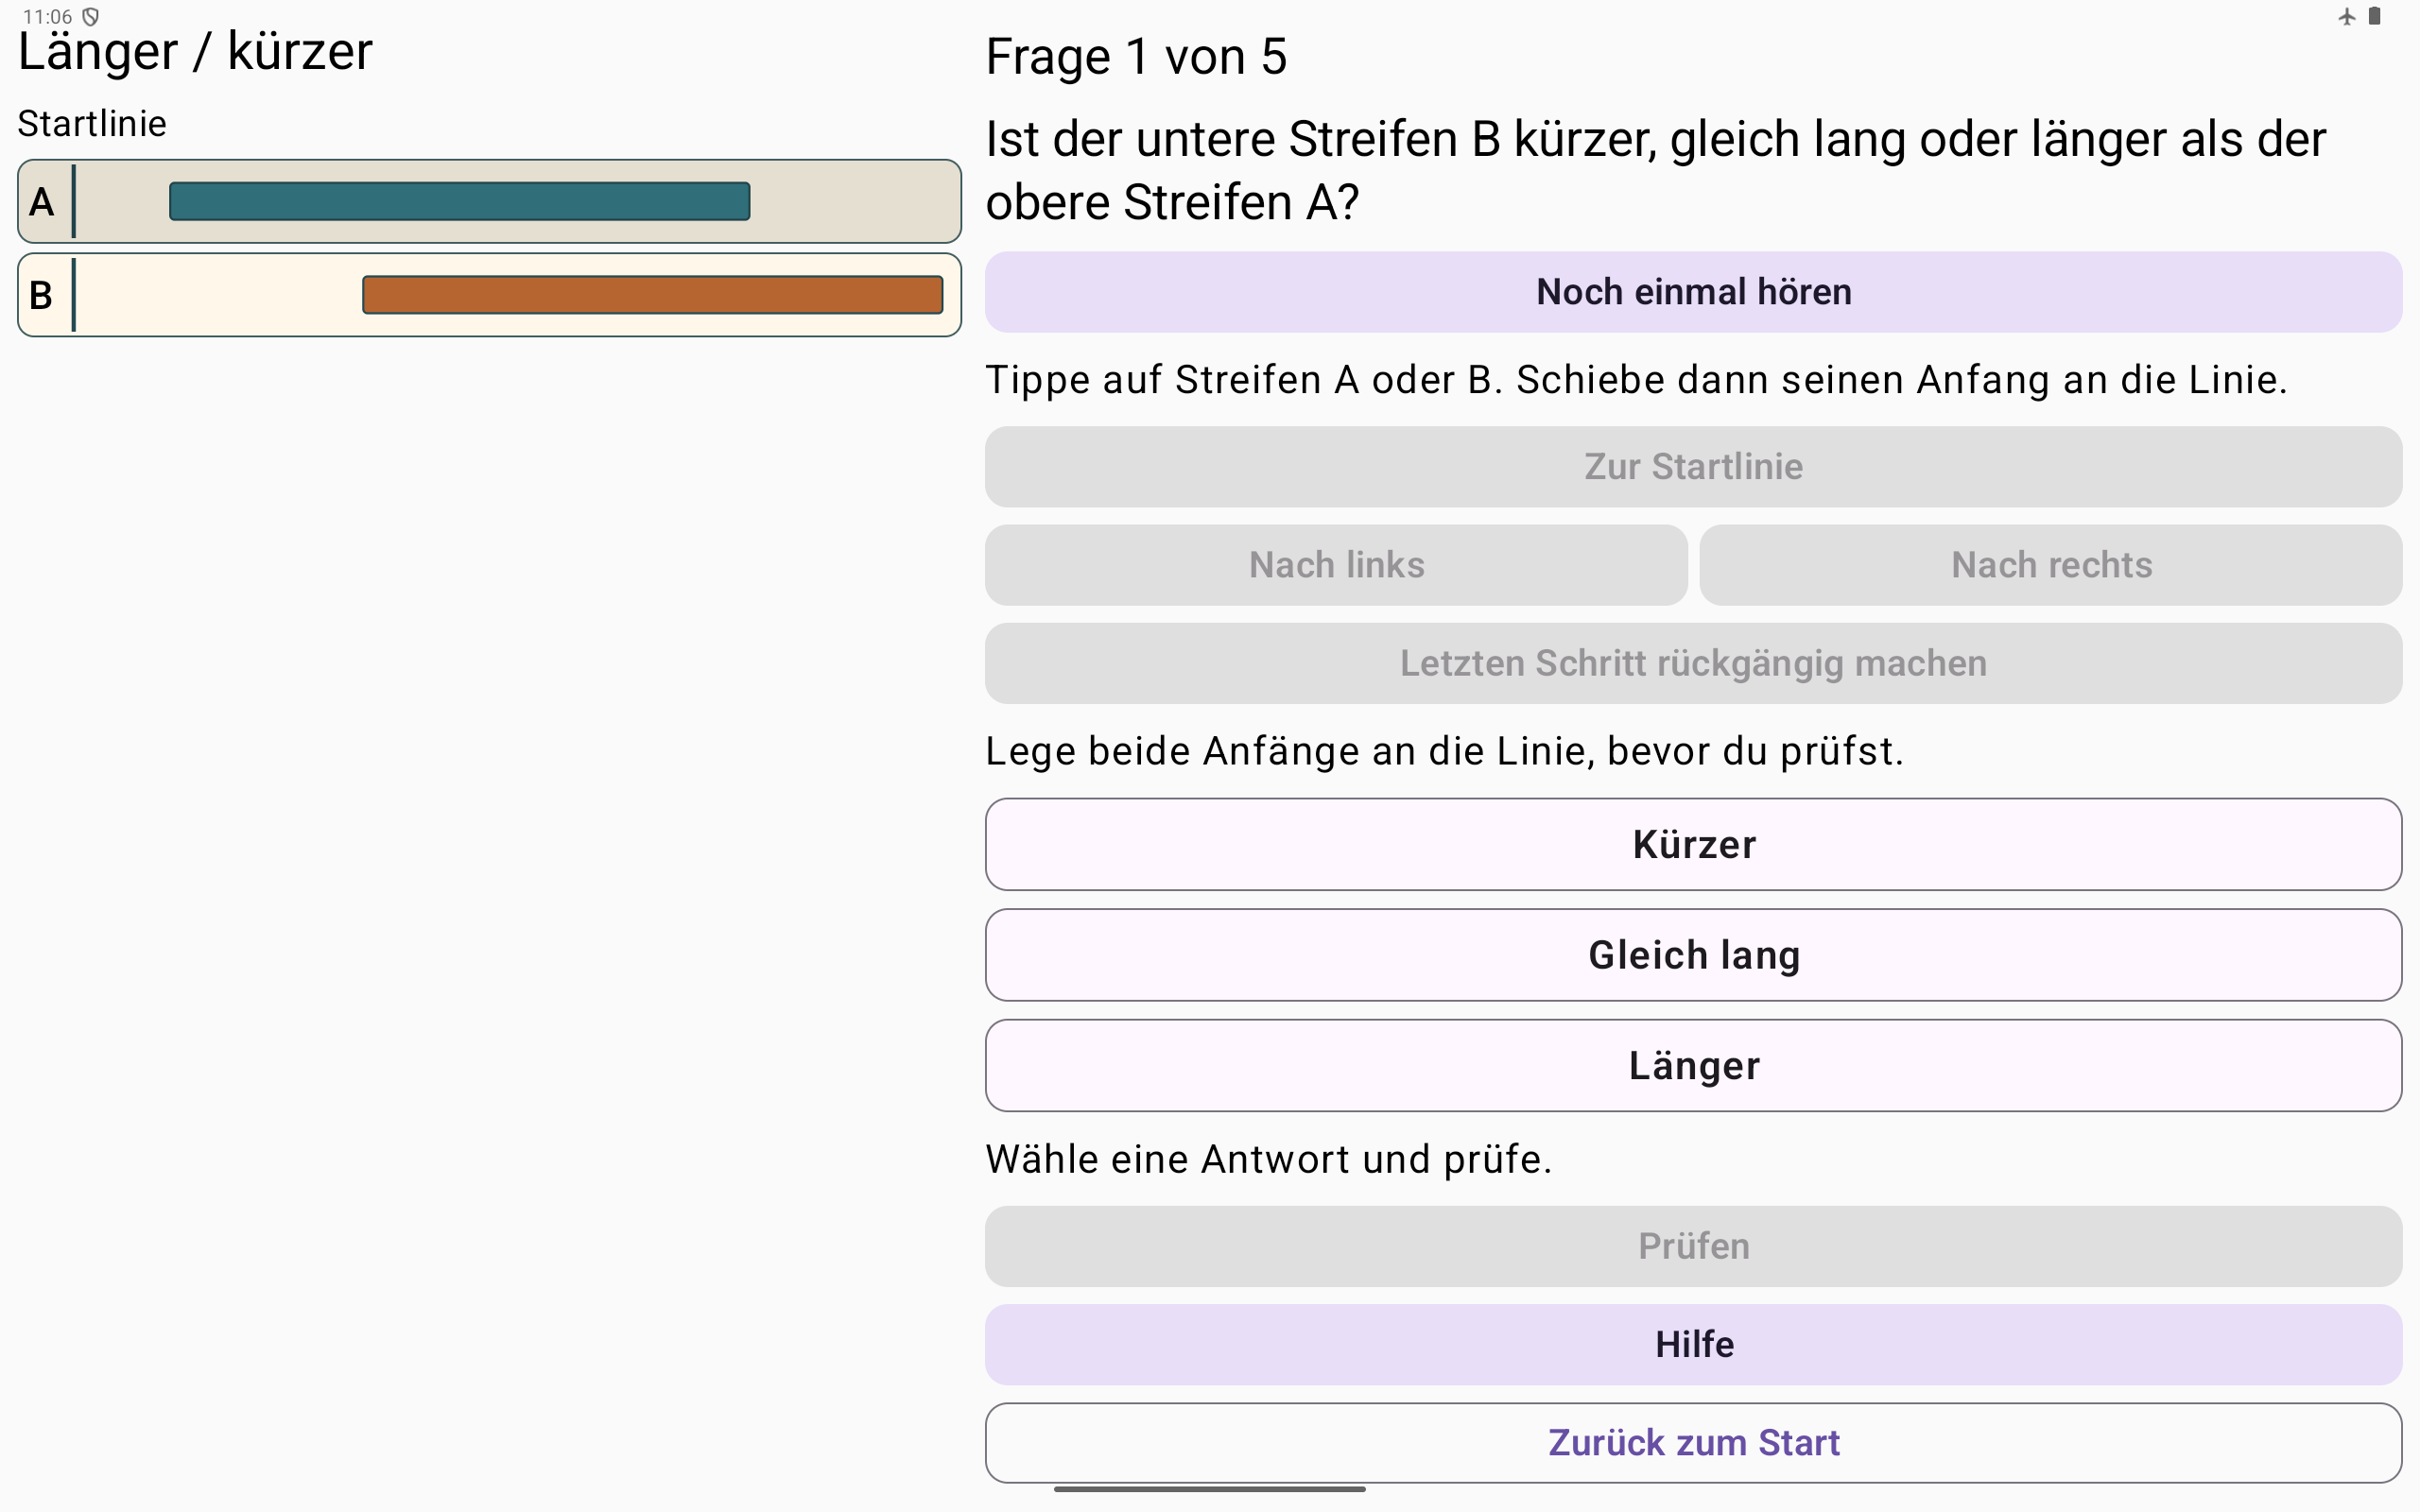 11:06
Länger / kürzer
Startlinie
A
B
Frage 1 von 5
Ist der untere Streifen B kürzer, gleich lang oder länger als der
obere Streifen A?
Noch einmal hören
Tippe auf Streifen A oder B. Schiebe dann seinen Anfang an die Linie.
Zur Startlinie
Nach links
Nach rechts
Letzten Schritt rückgängig machen
Lege beide Anfänge an die Linie, bevor du prüfst.
Kürzer
Gleich lang
Länger
Wähle eine Antwort und prüfe.
Prüfen
Hilfe
Zurück zum Start